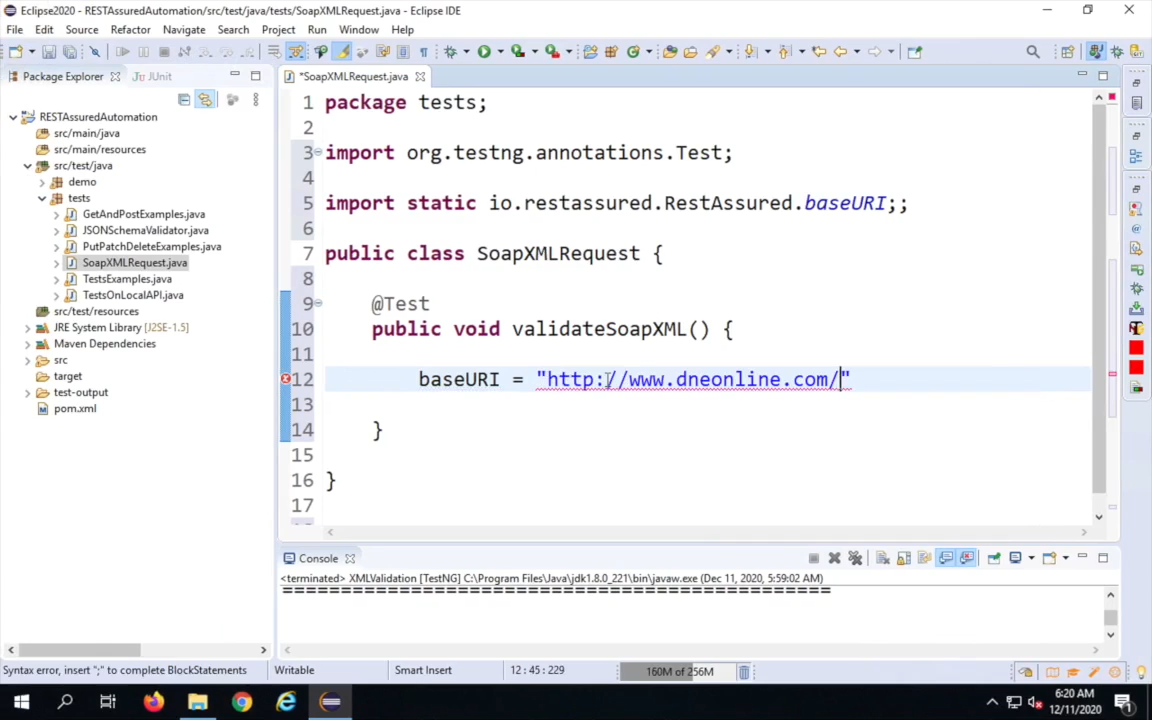 Eclipse2020 - RESTAssuredAutomation/src/test/java/tests/SoapXMLRequest.java - Eclipse IDE
File Edit Source Refactor Navigate Search Project Run Window Help
Package Explorer JUnit
RESTAssuredAutomation
src/main/java
src/main/resources
src/test/java
demo
tests
GetAndPostExamples.java
JSONSchemaValidator.java
PutPatchDeleteExamples.java
SoapXMLRequest.java
TestsExamples.java
TestsOnLocalAPI.java
src/test/resources
JRE System Library [J2SE-1.5]
Maven Dependencies
src
target
test-output
pom.xml
*SoapXMLRequest.java
1 package tests;
2
3 import org.testng.annotations.Test;
4
5 import static io.restassured.RestAssured.baseURI;;
6
7 public class SoapXMLRequest {
8
9 @Test
10 public void validateSoapXML() {
11
12 baseURI = "http://www.dneonline.com/"
13
14 }
15
16 }
17
Console
<terminated> XMLValidation [TestNG] C:\Program Files\Java\jdk1.8.0_221\bin\javaw.exe (Dec 11, 2020, 5:59:02 AM)
===============================================
Syntax error, insert ";" to complete BlockStatements Writable Smart Insert 12 : 45 : 229 160M of 256M
6:20 AM
12/11/2020
1